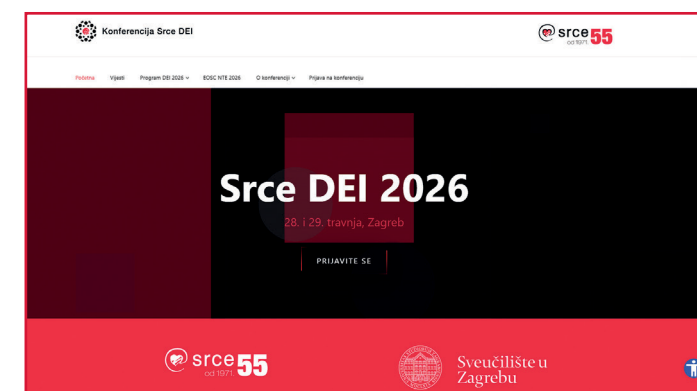 Konferencija Srce DEI
srce 55
od 1971.
Početna Vijesti Program DEI 2026 EOSC NTE 2026 O konferenciji Prijava na konferenciju
Srce DEI 2026
28. i 29. travnja, Zagreb
PRIJAVITE SE
srce 55
od 1971.
Sveučilište u
Zagrebu